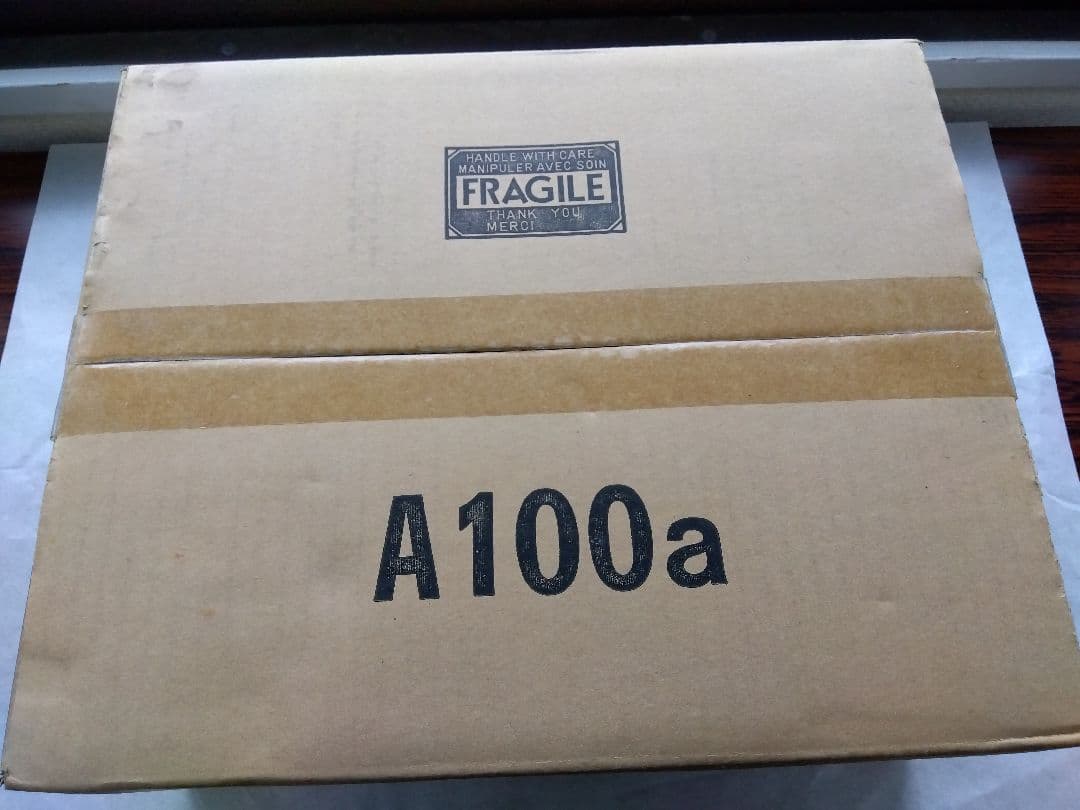 HANDLE WITH CARE
MANIPULER AVEC SOIN
FRAGILE
THANK YOU
MERCI
A100a